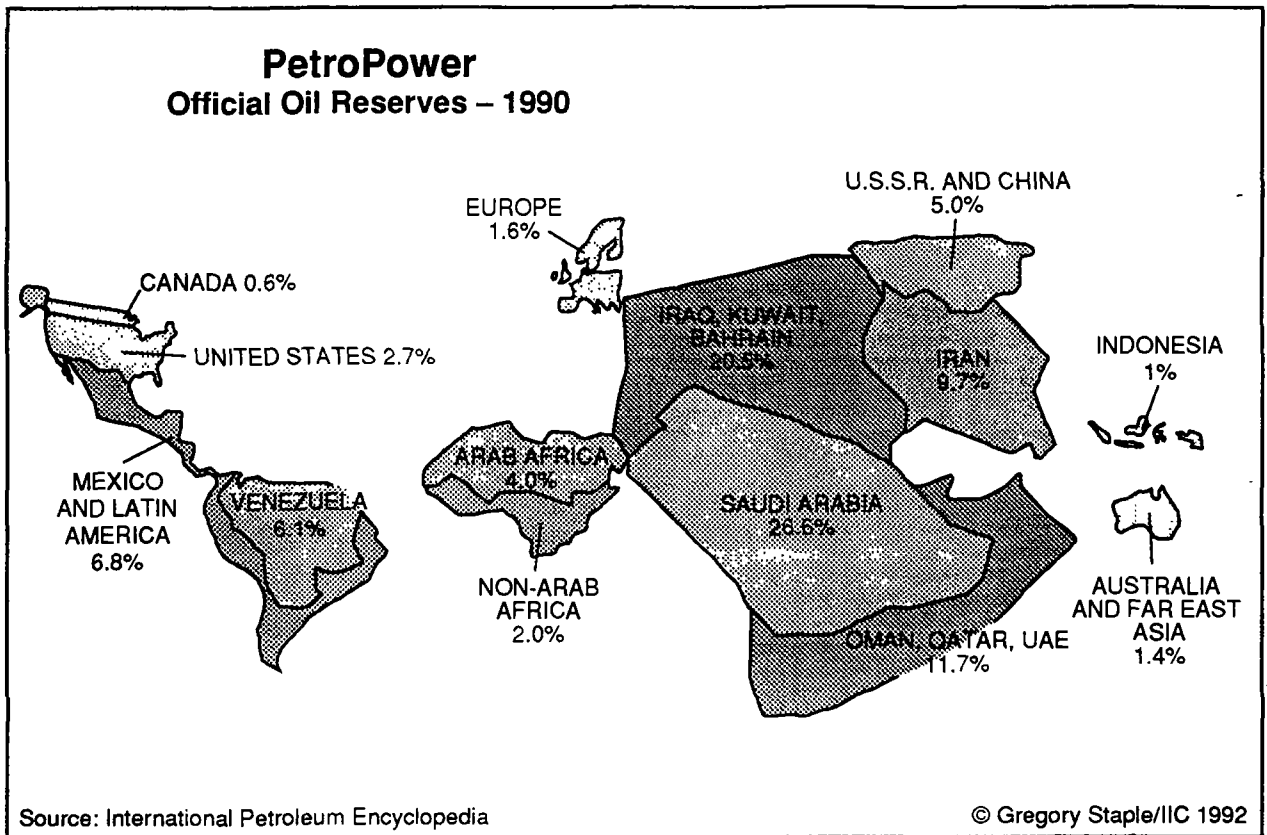 PetroPower
Official Oil Reserves – 1990
U.S.S.R. AND CHINA
5.0%
EUROPE
1.6%
CANADA 0.6%
UNITED STATES 2.7%
IRAQ, KUWAIT,
BAHRAIN
20.5%
IRAN
9.7%
INDONESIA
1%
MEXICO
AND LATIN
AMERICA
6.8%
VENEZUELA
6.1%
ARAB AFRICA
4.0%
NON-ARAB
AFRICA
2.0%
SAUDI ARABIA
26.6%
OMAN, QATAR, UAE
11.7%
AUSTRALIA
AND FAR EAST
ASIA
1.4%
Source: International Petroleum Encyclopedia
© Gregory Staple/IIC 1992